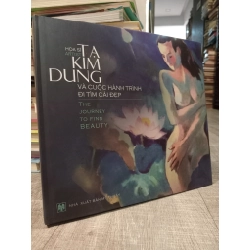 HỌA SĨ
TẠ
KIM
DUNG
VÀ CUỘC HÀNH TRÌNH
ĐI TÌM CÁI ĐẸP
THE
JOURNEY
TO FIND
BEAUTY
NHÀ XUẤT BẢN